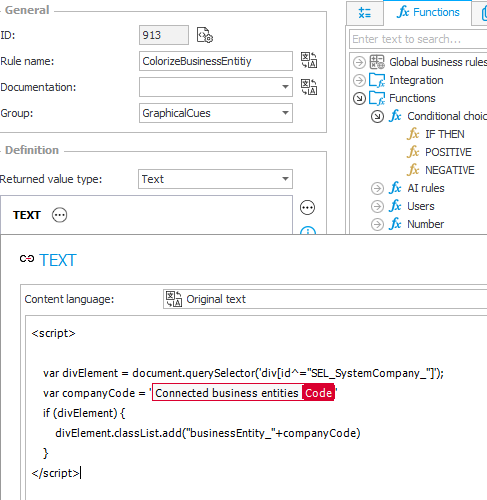 General
ID:
913
Rule name:
ColorizeBusinessEntitiy
Documentation:
Group:
GraphicalCues
Definition
Returned value type:
Text
TEXT
Functions
Enter text to search...
Global business rules
Integration
Functions
Conditional choic
IF THEN
POSITIVE
NEGATIVE
AI rules
Users
Number
TEXT
Content language:
Original text
<script>
var divElement = document.querySelector('div[id^="SEL_SystemCompany_"]');
var companyCode = 'Connected business entities Code'
if (divElement) {
divElement.classList.add("businessEntity_"+companyCode)
}
</script>